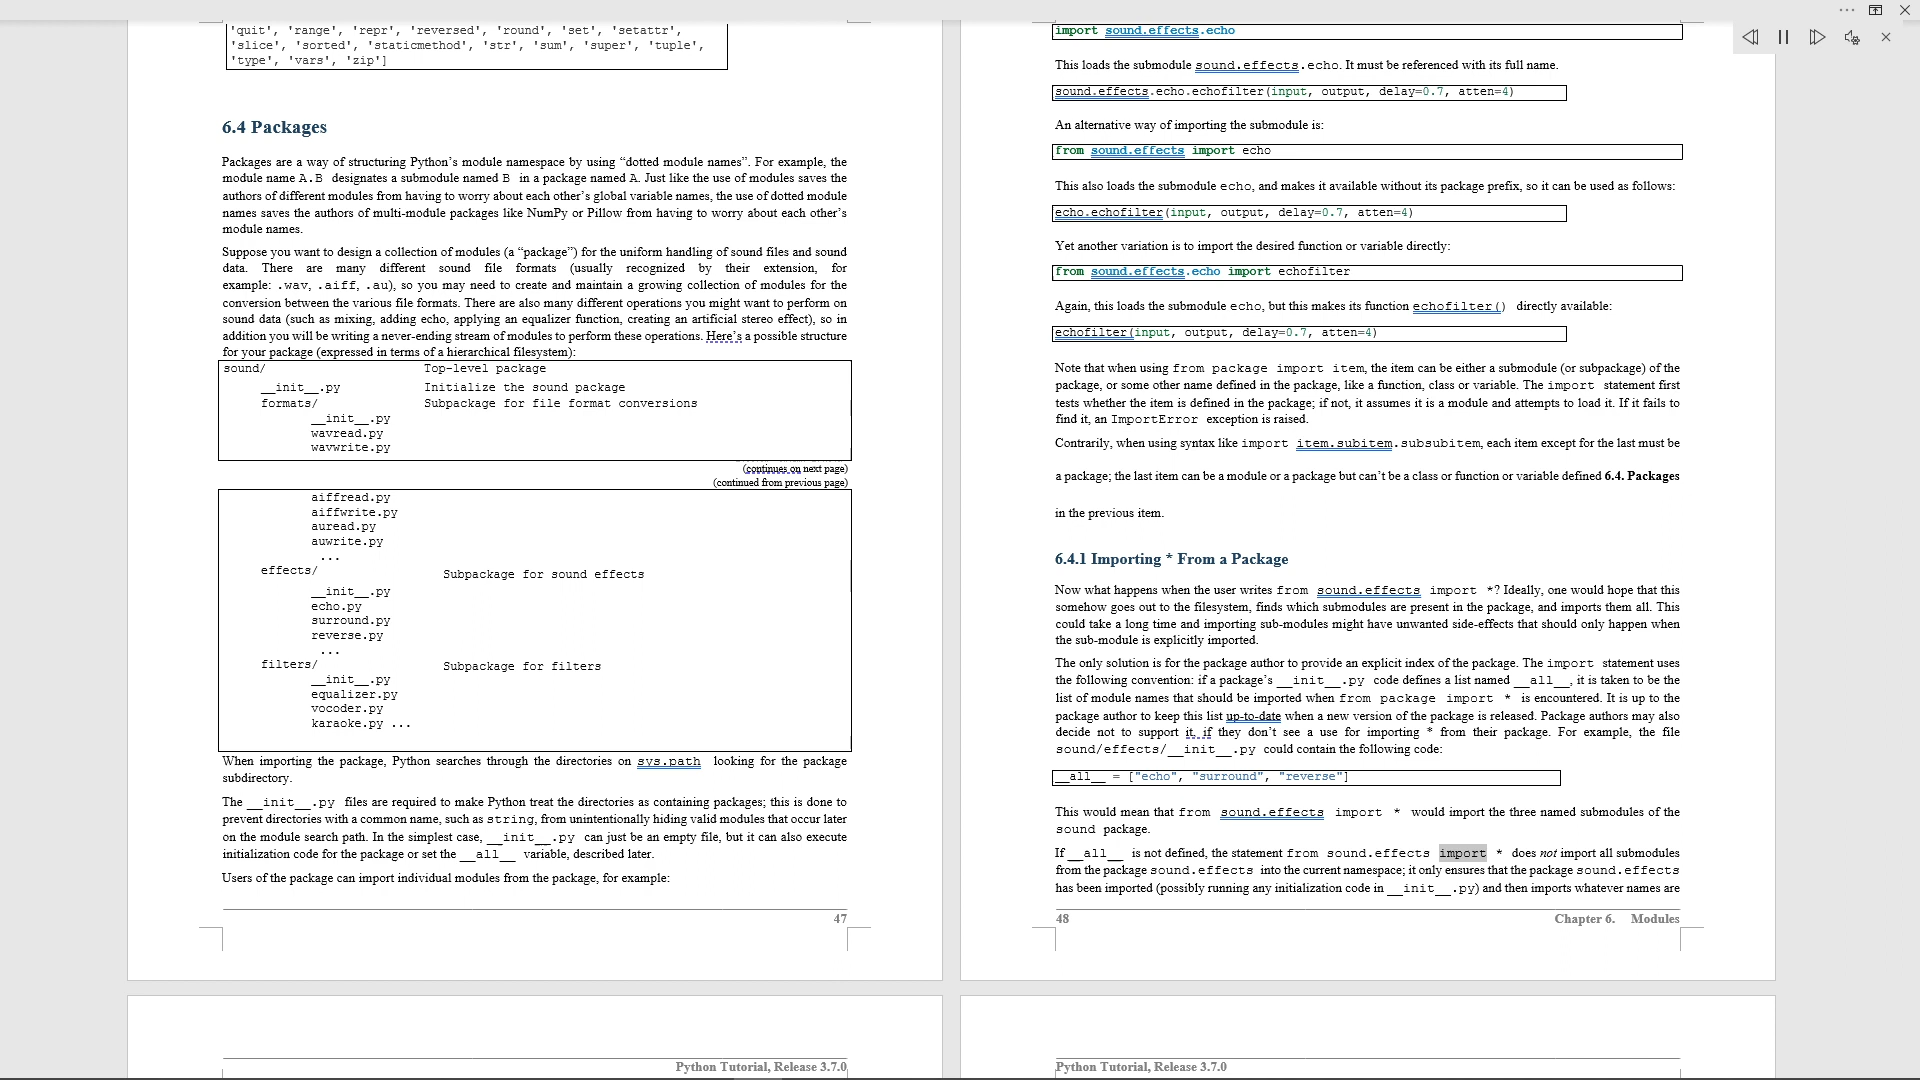 'quit', 'range', 'repr', 'reversed', 'round', 'set', 'setattr',
'slice', 'sorted', 'staticmethod', 'str', 'sum', 'super', 'tuple',
'type', 'vars', 'zip']
6.4 Packages
Packages are a way of structuring Python's module namespace by using “dotted module names”. For example, the
module name A.B designates a submodule named B in a package named A. Just like the use of modules saves the
authors of different modules from having to worry about each other's global variable names, the use of dotted module
names saves the authors of multi-module packages like NumPy or Pillow from having to worry about each other's
module names.
Suppose you want to design a collection of modules (a “package”) for the uniform handling of sound files and sound
data. There are many different sound file formats (usually recognized by their extension, for
example: .wav, .aiff, .au), so you may need to create and maintain a growing collection of modules for the
conversion between the various file formats. There are also many different operations you might want to perform on
sound data (such as mixing, adding echo, applying an equalizer function, creating an artificial stereo effect), so in
addition you will be writing a never-ending stream of modules to perform these operations. Here's a possible structure
for your package (expressed in terms of a hierarchical filesystem):
sound/ Top-level package
__init__.py Initialize the sound package
formats/ Subpackage for file format conversions
__init__.py
wavread.py
wavwrite.py
(continues on next page)
(continued from previous page)
aiffread.py
aiffwrite.py
auread.py
auwrite.py
...
effects/ Subpackage for sound effects
__init__.py
echo.py
surround.py
reverse.py
...
filters/ Subpackage for filters
__init__.py
equalizer.py
vocoder.py
karaoke.py ...
When importing the package, Python searches through the directories on sys.path looking for the package
subdirectory.
The __init__.py files are required to make Python treat the directories as containing packages; this is done to
prevent directories with a common name, such as string, from unintentionally hiding valid modules that occur later
on the module search path. In the simplest case, __init__.py can just be an empty file, but it can also execute
initialization code for the package or set the __all__ variable, described later.
Users of the package can import individual modules from the package, for example:
47
import sound.effects.echo
This loads the submodule sound.effects.echo. It must be referenced with its full name.
sound.effects.echo.echofilter(input, output, delay=0.7, atten=4)
An alternative way of importing the submodule is:
from sound.effects import echo
This also loads the submodule echo, and makes it available without its package prefix, so it can be used as follows:
echo.echofilter(input, output, delay=0.7, atten=4)
Yet another variation is to import the desired function or variable directly:
from sound.effects.echo import echofilter
Again, this loads the submodule echo, but this makes its function echofilter() directly available:
echofilter(input, output, delay=0.7, atten=4)
Note that when using from package import item, the item can be either a submodule (or subpackage) of the
package, or some other name defined in the package, like a function, class or variable. The import statement first
tests whether the item is defined in the package; if not, it assumes it is a module and attempts to load it. If it fails to
find it, an ImportError exception is raised.
Contrarily, when using syntax like import item.subitem.subsubitem, each item except for the last must be
a package; the last item can be a module or a package but can't be a class or function or variable defined 6.4. Packages
in the previous item.
6.4.1 Importing * From a Package
Now what happens when the user writes from sound.effects import *? Ideally, one would hope that this
somehow goes out to the filesystem, finds which submodules are present in the package, and imports them all. This
could take a long time and importing sub-modules might have unwanted side-effects that should only happen when
the sub-module is explicitly imported.
The only solution is for the package author to provide an explicit index of the package. The import statement uses
the following convention: if a package's __init__.py code defines a list named __all__, it is taken to be the
list of module names that should be imported when from package import * is encountered. It is up to the
package author to keep this list up-to-date when a new version of the package is released. Package authors may also
decide not to support it, if they don't see a use for importing * from their package. For example, the file
sound/effects/__init__.py could contain the following code:
__all__ = ["echo", "surround", "reverse"]
This would mean that from sound.effects import * would import the three named submodules of the
sound package.
If __all__ is not defined, the statement from sound.effects import * does not import all submodules
from the package sound.effects into the current namespace; it only ensures that the package sound.effects
has been imported (possibly running any initialization code in __init__.py) and then imports whatever names are
48 Chapter 6. Modules
Python Tutorial, Release 3.7.0
Python Tutorial, Release 3.7.0